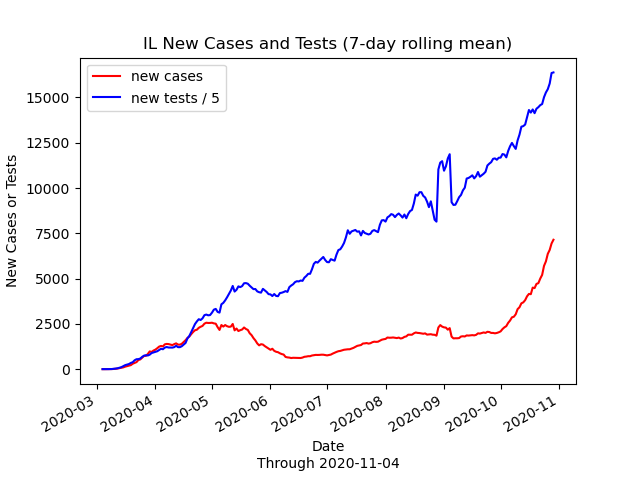 IL New Cases and Tests (7-day rolling mean)
new cases
new tests / 5
New Cases or Tests
15000
12500
10000
7500
5000
2500
0
2020-03
2020-04
2020-05
2020-06
2020-07
2020-08
2020-09
2020-10
2020-11
Date
Through 2020-11-04